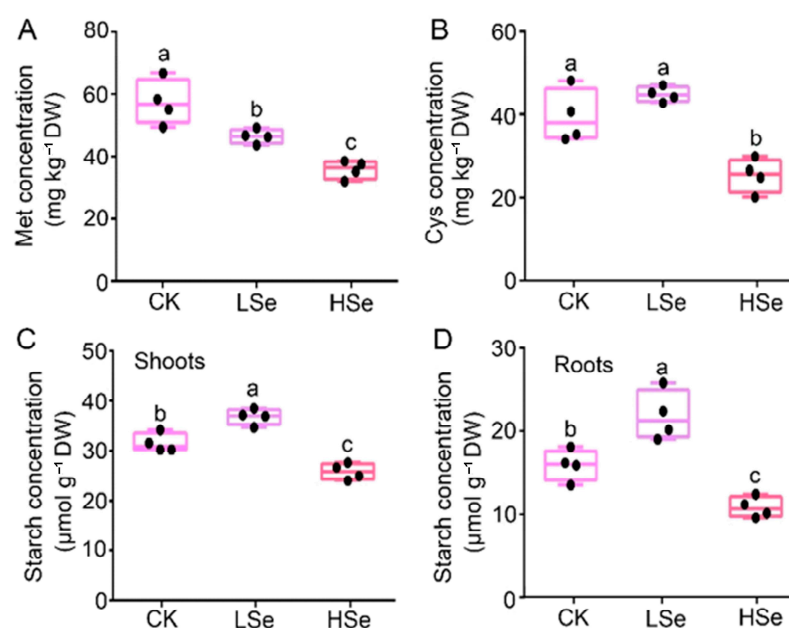 A
Met concentration
(mg kg⁻¹ DW)
80
60
40
20
0
a
b
c
CK LSe HSe
B
Cys concentration
(mg kg⁻¹ DW)
60
40
20
0
a
a
b
CK LSe HSe
C
Shoots
Starch concentration
(µmol g⁻¹ DW)
50
40
30
20
10
0
b
a
c
CK LSe HSe
D
Roots
Starch concentration
(µmol g⁻¹ DW)
30
20
10
0
b
a
c
CK LSe HSe